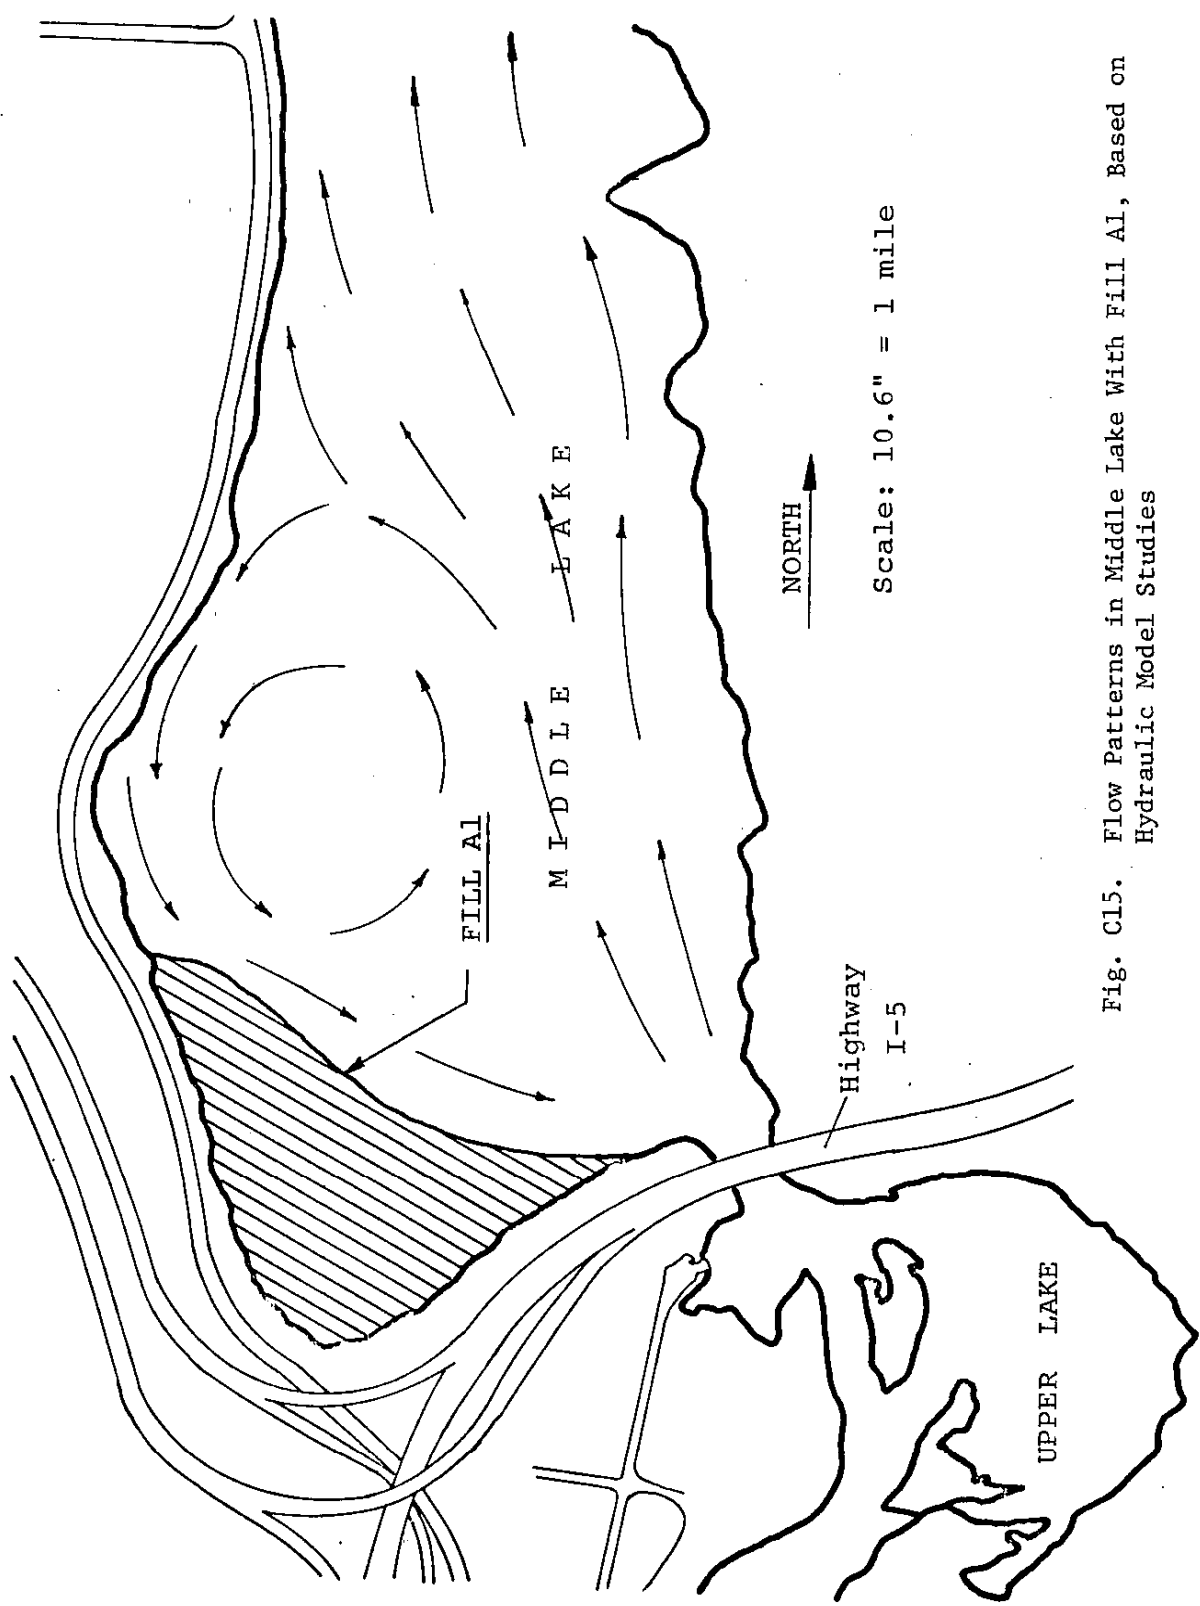 FILL A1
MIDDLE LAKE
NORTH
Scale: 10.6" = 1 mile
Highway
I-5
UPPER LAKE
Fig. C15. Flow Patterns in Middle Lake With Fill A1, Based on
Hydraulic Model Studies